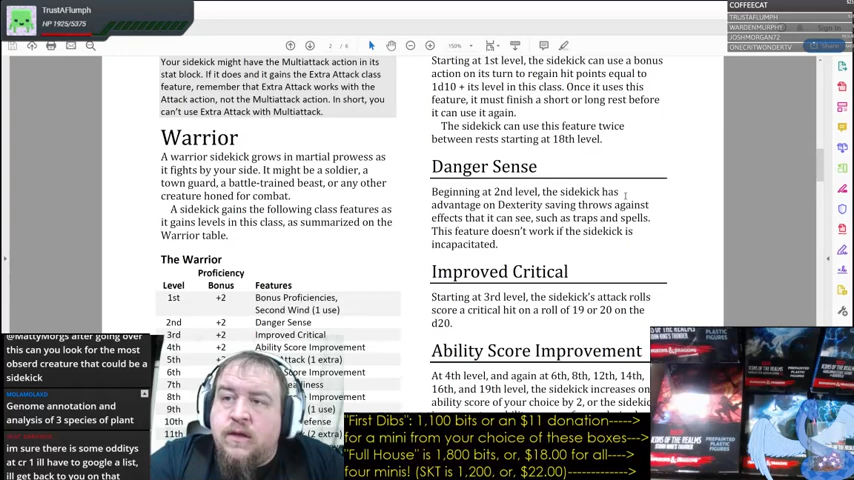 TrustAFlumph
HP 1925/5375
COFFEECAT
TRUSTAFLUMPH
WARDENMURPHY
JOSHMORGAN72
ONECRITWONDERTV
Sign In
2 / 6
150%
Share
Your sidekick might have the Multiattack action in its
stat block. If it does and it gains the Extra Attack class
feature, remember that Extra Attack works with the
Attack action, not the Multiattack action. In short, you
can't use Extra Attack with Multiattack.
Warrior
A warrior sidekick grows in martial prowess as
it fights by your side. It might be a soldier, a
town guard, a battle-trained beast, or any other
creature honed for combat.
A sidekick gains the following class features as
it gains levels in this class, as summarized on the
Warrior table.
The Warrior
Proficiency
Level Bonus Features
1st +2 Bonus Proficiencies,
Second Wind (1 use)
2nd +2 Danger Sense
3rd +2 Improved Critical
4th +2 Ability Score Improvement
5th Attack (1 extra)
6th Score Improvement
7th
8th Score Improvement
9th (1 use)
10th
11th
Starting at 1st level, the sidekick can use a bonus
action on its turn to regain hit points equal to
1d10 + its level in this class. Once it uses this
feature, it must finish a short or long rest before
it can use it again.
The sidekick can use this feature twice
between rests starting at 18th level.
Danger Sense
Beginning at 2nd level, the sidekick has
advantage on Dexterity saving throws against
effects that it can see, such as traps and spells.
This feature doesn't work if the sidekick is
incapacitated.
Improved Critical
Starting at 3rd level, the sidekick's attack rolls
score a critical hit on a roll of 19 or 20 on the
d20.
Ability Score Improvement
At 4th level, and again at 6th, 8th, 12th, 14th,
16th, and 19th level, the sidekick increases on
ability score of your choice by 2, or the sidekic
@MattyMorgs after going over
this can you look for the most
obserd creature that could be a
sidekick
MOLAMOLAXD
Genome annotation and
analysis of 3 species of plant
im sure there is some odditys
at cr 1 ill have to google a list,
ill get back to you on that
"First Dibs": 1,100 bits or an $11 donation----->
for a mini from your choice of these boxes--->
"Full House" is 1,800 bits, or $18.00 for all
four minis! (SKT is 1,200, or, $22.00)------------->
PLASTIC
FIGURES